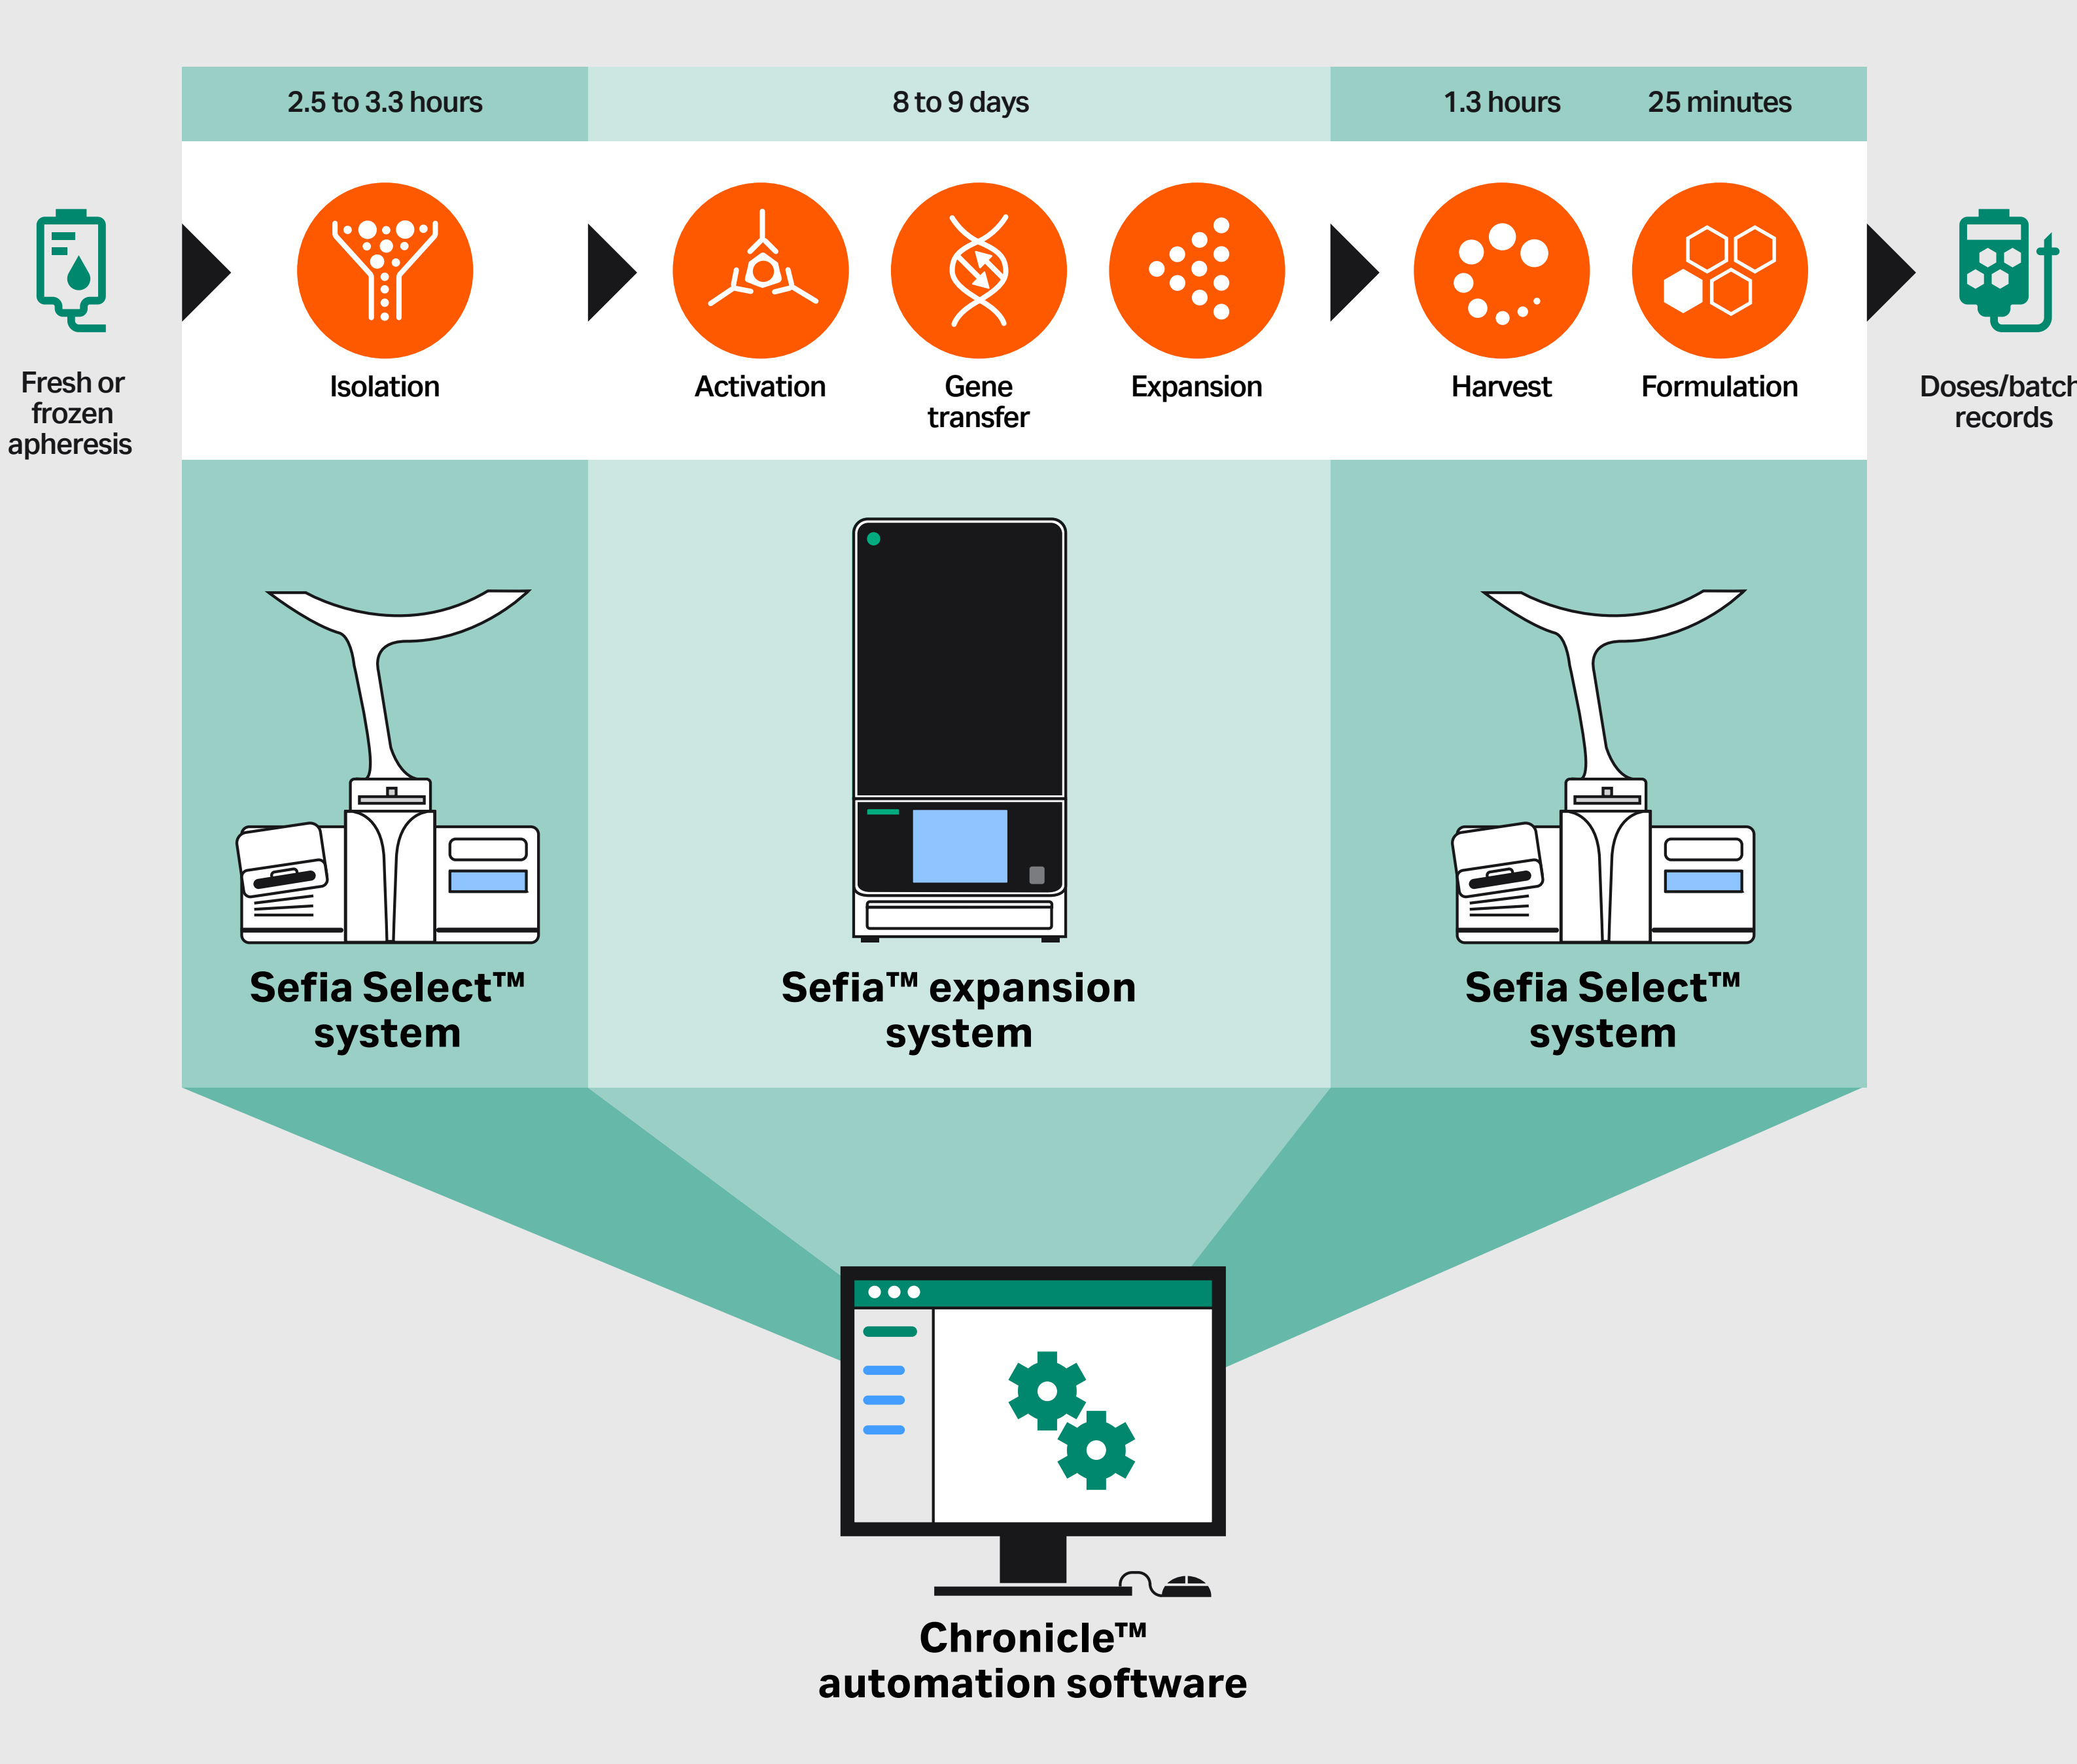 2.5 to 3.3 hours
8 to 9 days
1.3 hours
25 minutes
Fresh or
frozen
apheresis
Isolation
Activation
Gene
transfer
Expansion
Harvest
Formulation
Doses/batch
records
Sefia Select™
system
Sefia™ expansion
system
Sefia Select™
system
Chronicle™
automation software